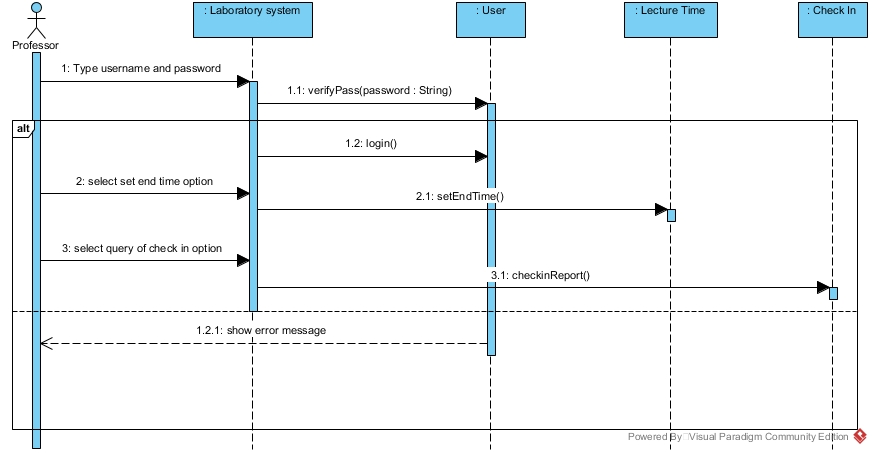 : Laboratory system
: User
: Lecture Time
: Check In
Professor
1: Type username and password
1.1: verifyPass(password : String)
alt
1.2: login()
2: select set end time option
2.1: setEndTime()
3: select query of check in option
3.1: checkinReport()
1.2.1: show error message
Powered By Visual Paradigm Community Edition